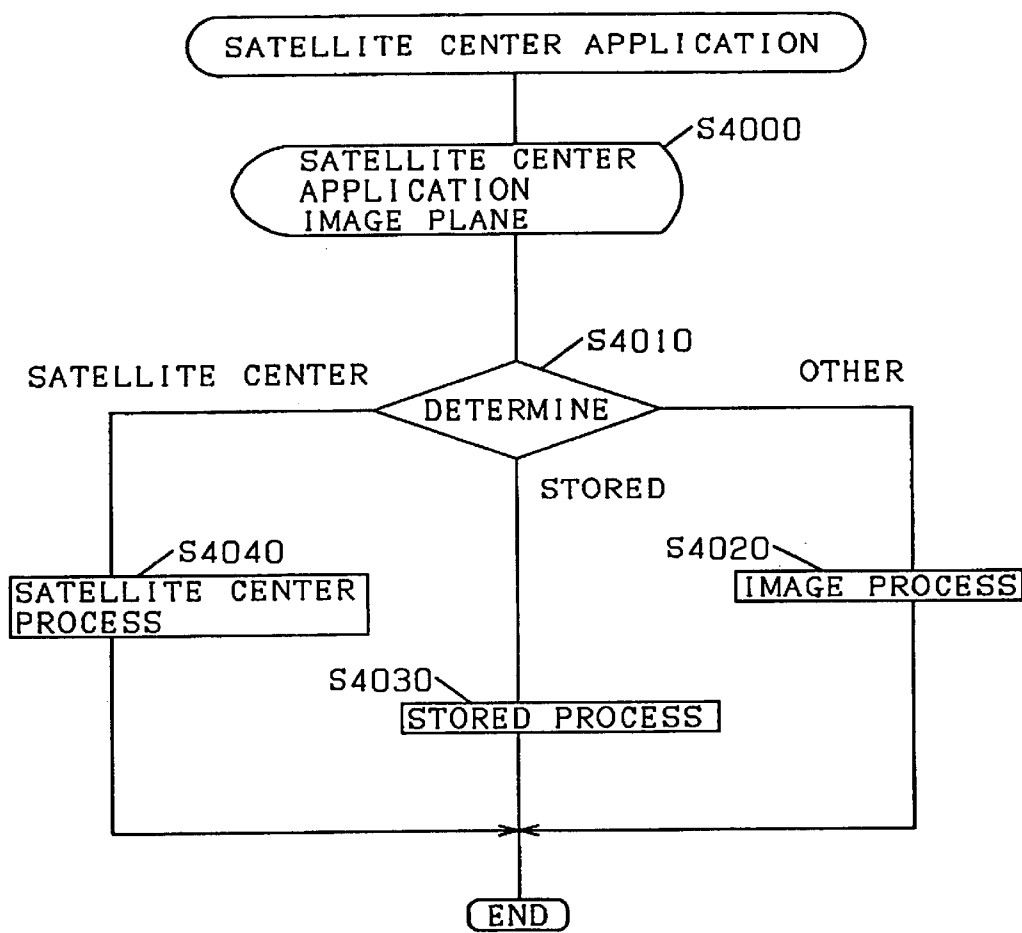 SATELLITE CENTER APPLICATION
S4000
SATELLITE CENTER
APPLICATION
IMAGE PLANE
S4010
SATELLITE CENTER
OTHER
DETERMINE
STORED
S4040
S4020
SATELLITE CENTER
PROCESS
IMAGE PROCESS
S4030
STORED PROCESS
END